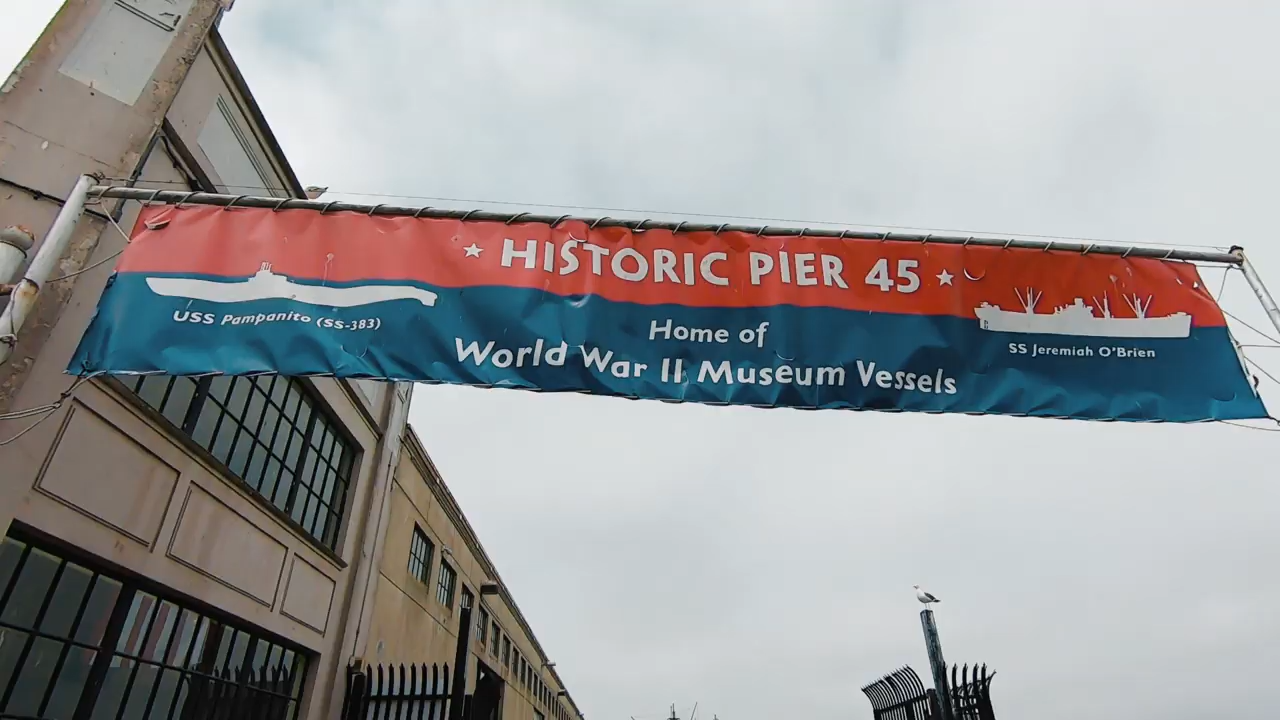 ★ HISTORIC PIER 45 ★
USS Pampanito (SS-383)
Home of
World War II Museum Vessels
SS Jeremiah O'Brien